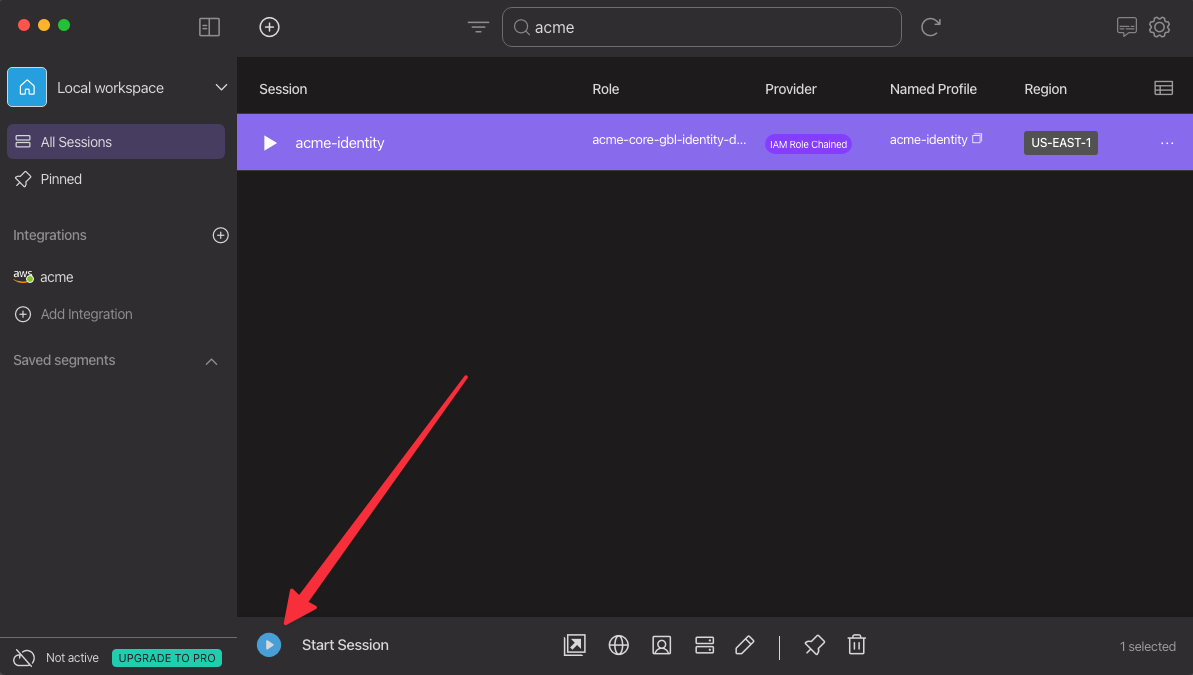 acme
Local workspace
Session Role Provider Named Profile Region
All Sessions
acme-identity acme-core-gbl-identity-d... IAM Role Chained acme-identity US-EAST-1 ...
Pinned
Integrations
aws acme
Add Integration
Saved segments
Start Session
1 selected
Not active UPGRADE TO PRO